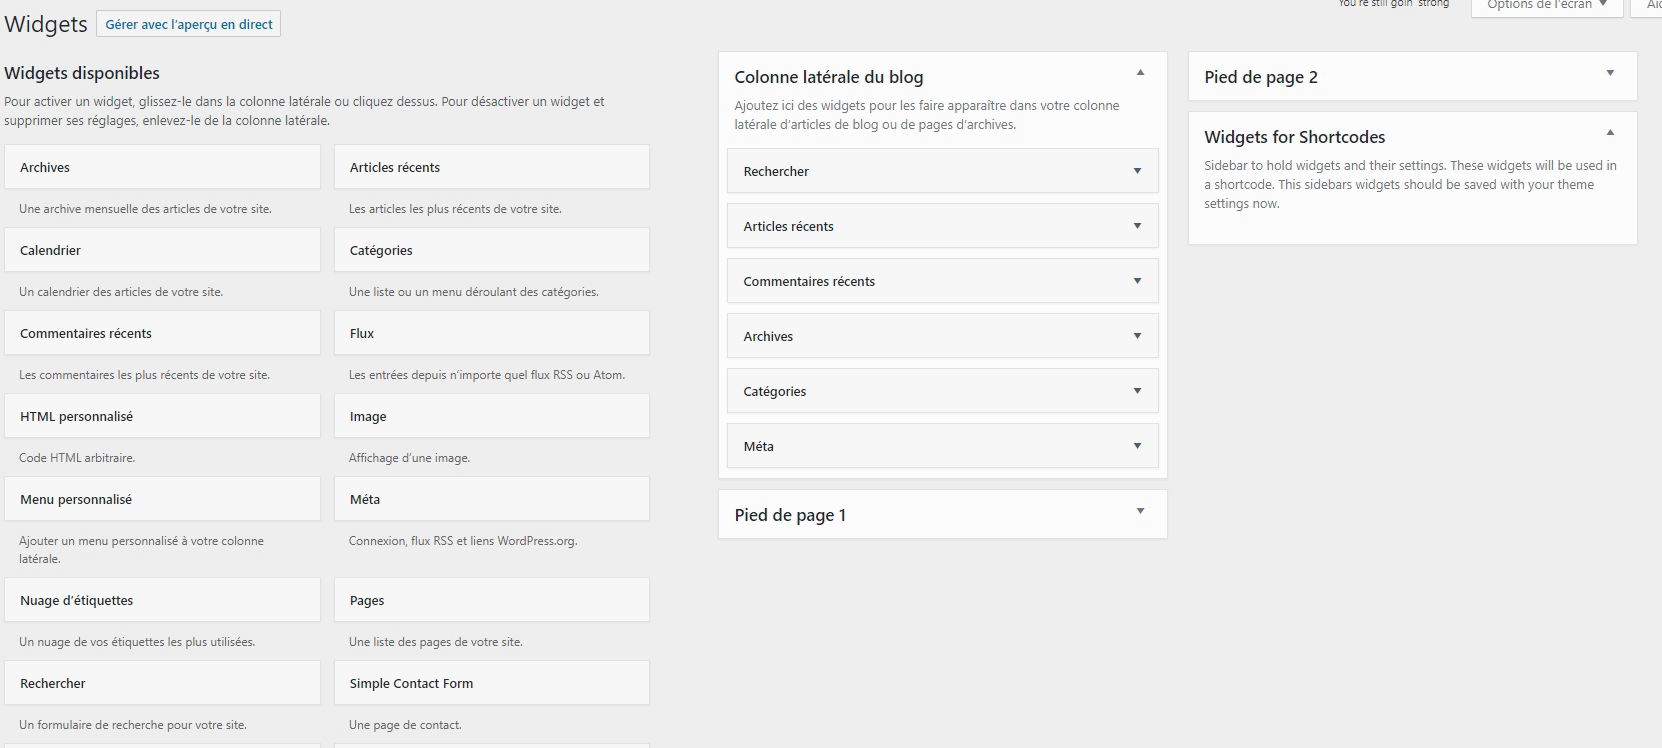 You're still goin' strong
Options de l'écran
Widgets
Gérer avec l'aperçu en direct
Widgets disponibles
Pour activer un widget, glissez-le dans la colonne latérale ou cliquez dessus. Pour désactiver un widget et
supprimer ses réglages, enlevez-le de la colonne latérale.
Archives
Articles récents
Une archive mensuelle des articles de votre site.
Les articles les plus récents de votre site.
Calendrier
Catégories
Un calendrier des articles de votre site.
Une liste ou un menu déroulant des catégories.
Commentaires récents
Flux
Les commentaires les plus récents de votre site.
Les entrées depuis n'importe quel flux RSS ou Atom.
HTML personnalisé
Image
Code HTML arbitraire.
Affichage d'une image.
Menu personnalisé
Méta
Ajouter un menu personnalisé à votre colonne
latérale.
Connexion, flux RSS et liens WordPress.org.
Nuage d'étiquettes
Pages
Un nuage de vos étiquettes les plus utilisées.
Une liste des pages de votre site.
Rechercher
Simple Contact Form
Un formulaire de recherche pour votre site.
Une page de contact.
Colonne latérale du blog
Ajoutez ici des widgets pour les faire apparaître dans votre colonne
latérale d'articles de blog ou de pages d'archives.
Rechercher
Articles récents
Commentaires récents
Archives
Catégories
Méta
Pied de page 1
Pied de page 2
Widgets for Shortcodes
Sidebar to hold widgets and their settings. These widgets will be used in
a shortcode. This sidebars widgets should be saved with your theme
settings now.